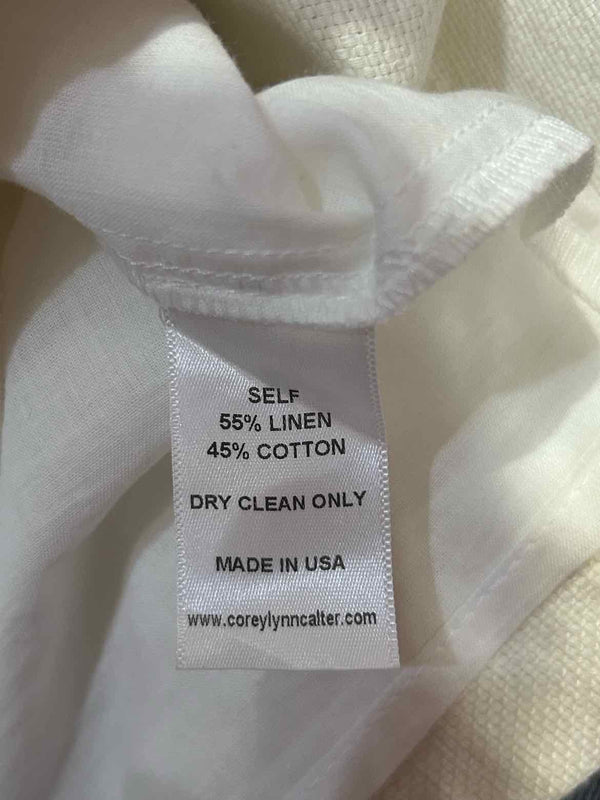 SELF
55% LINEN
45% COTTON
DRY CLEAN ONLY
MADE IN USA
www.coreylynncalter.com